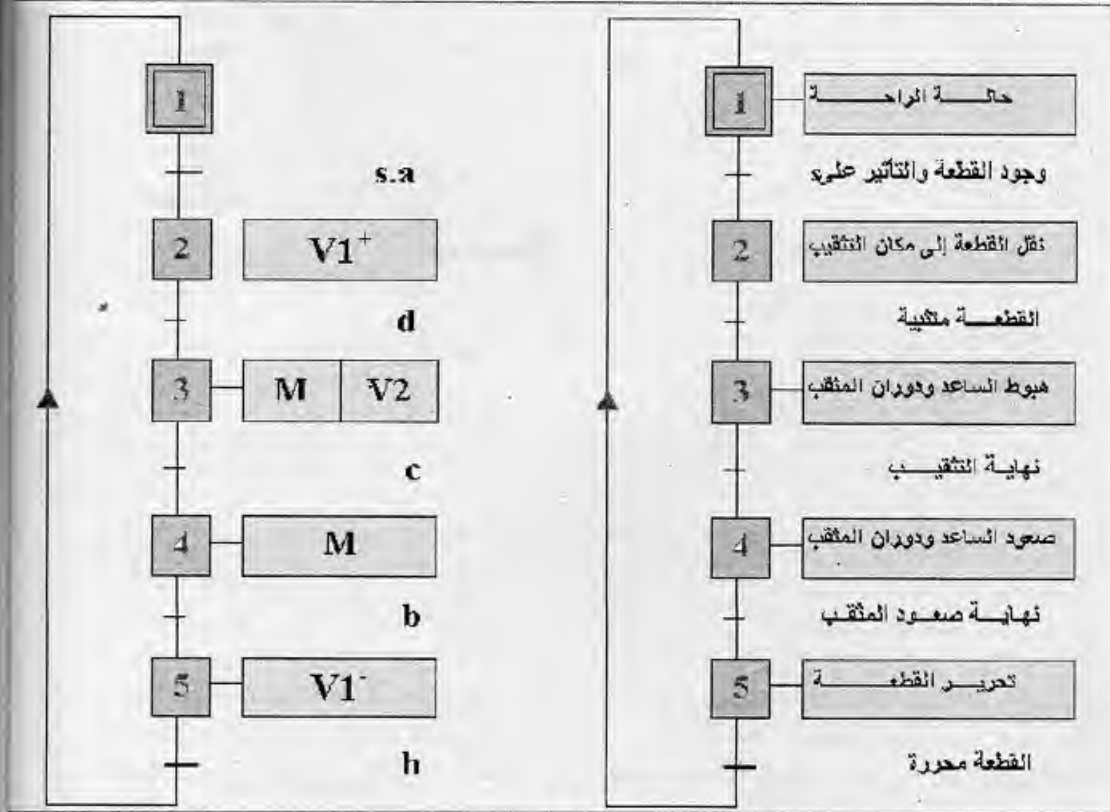 1
s.a
2 V1⁺
d
3 M V2
c
4 M
b
5 V1⁻
h
1 حالة الراحة
وجود القطعة والتأثير علىs
2 نقل القطعة إلى مكان التثقيب
القطعة مثبتة
3 هبوط الساعد ودوران المثقب
نهاية التثقيب
4 صعود الساعد ودوران المثقب
نهاية صعود المثقب
5 تحرير القطعة
القطعة محررة